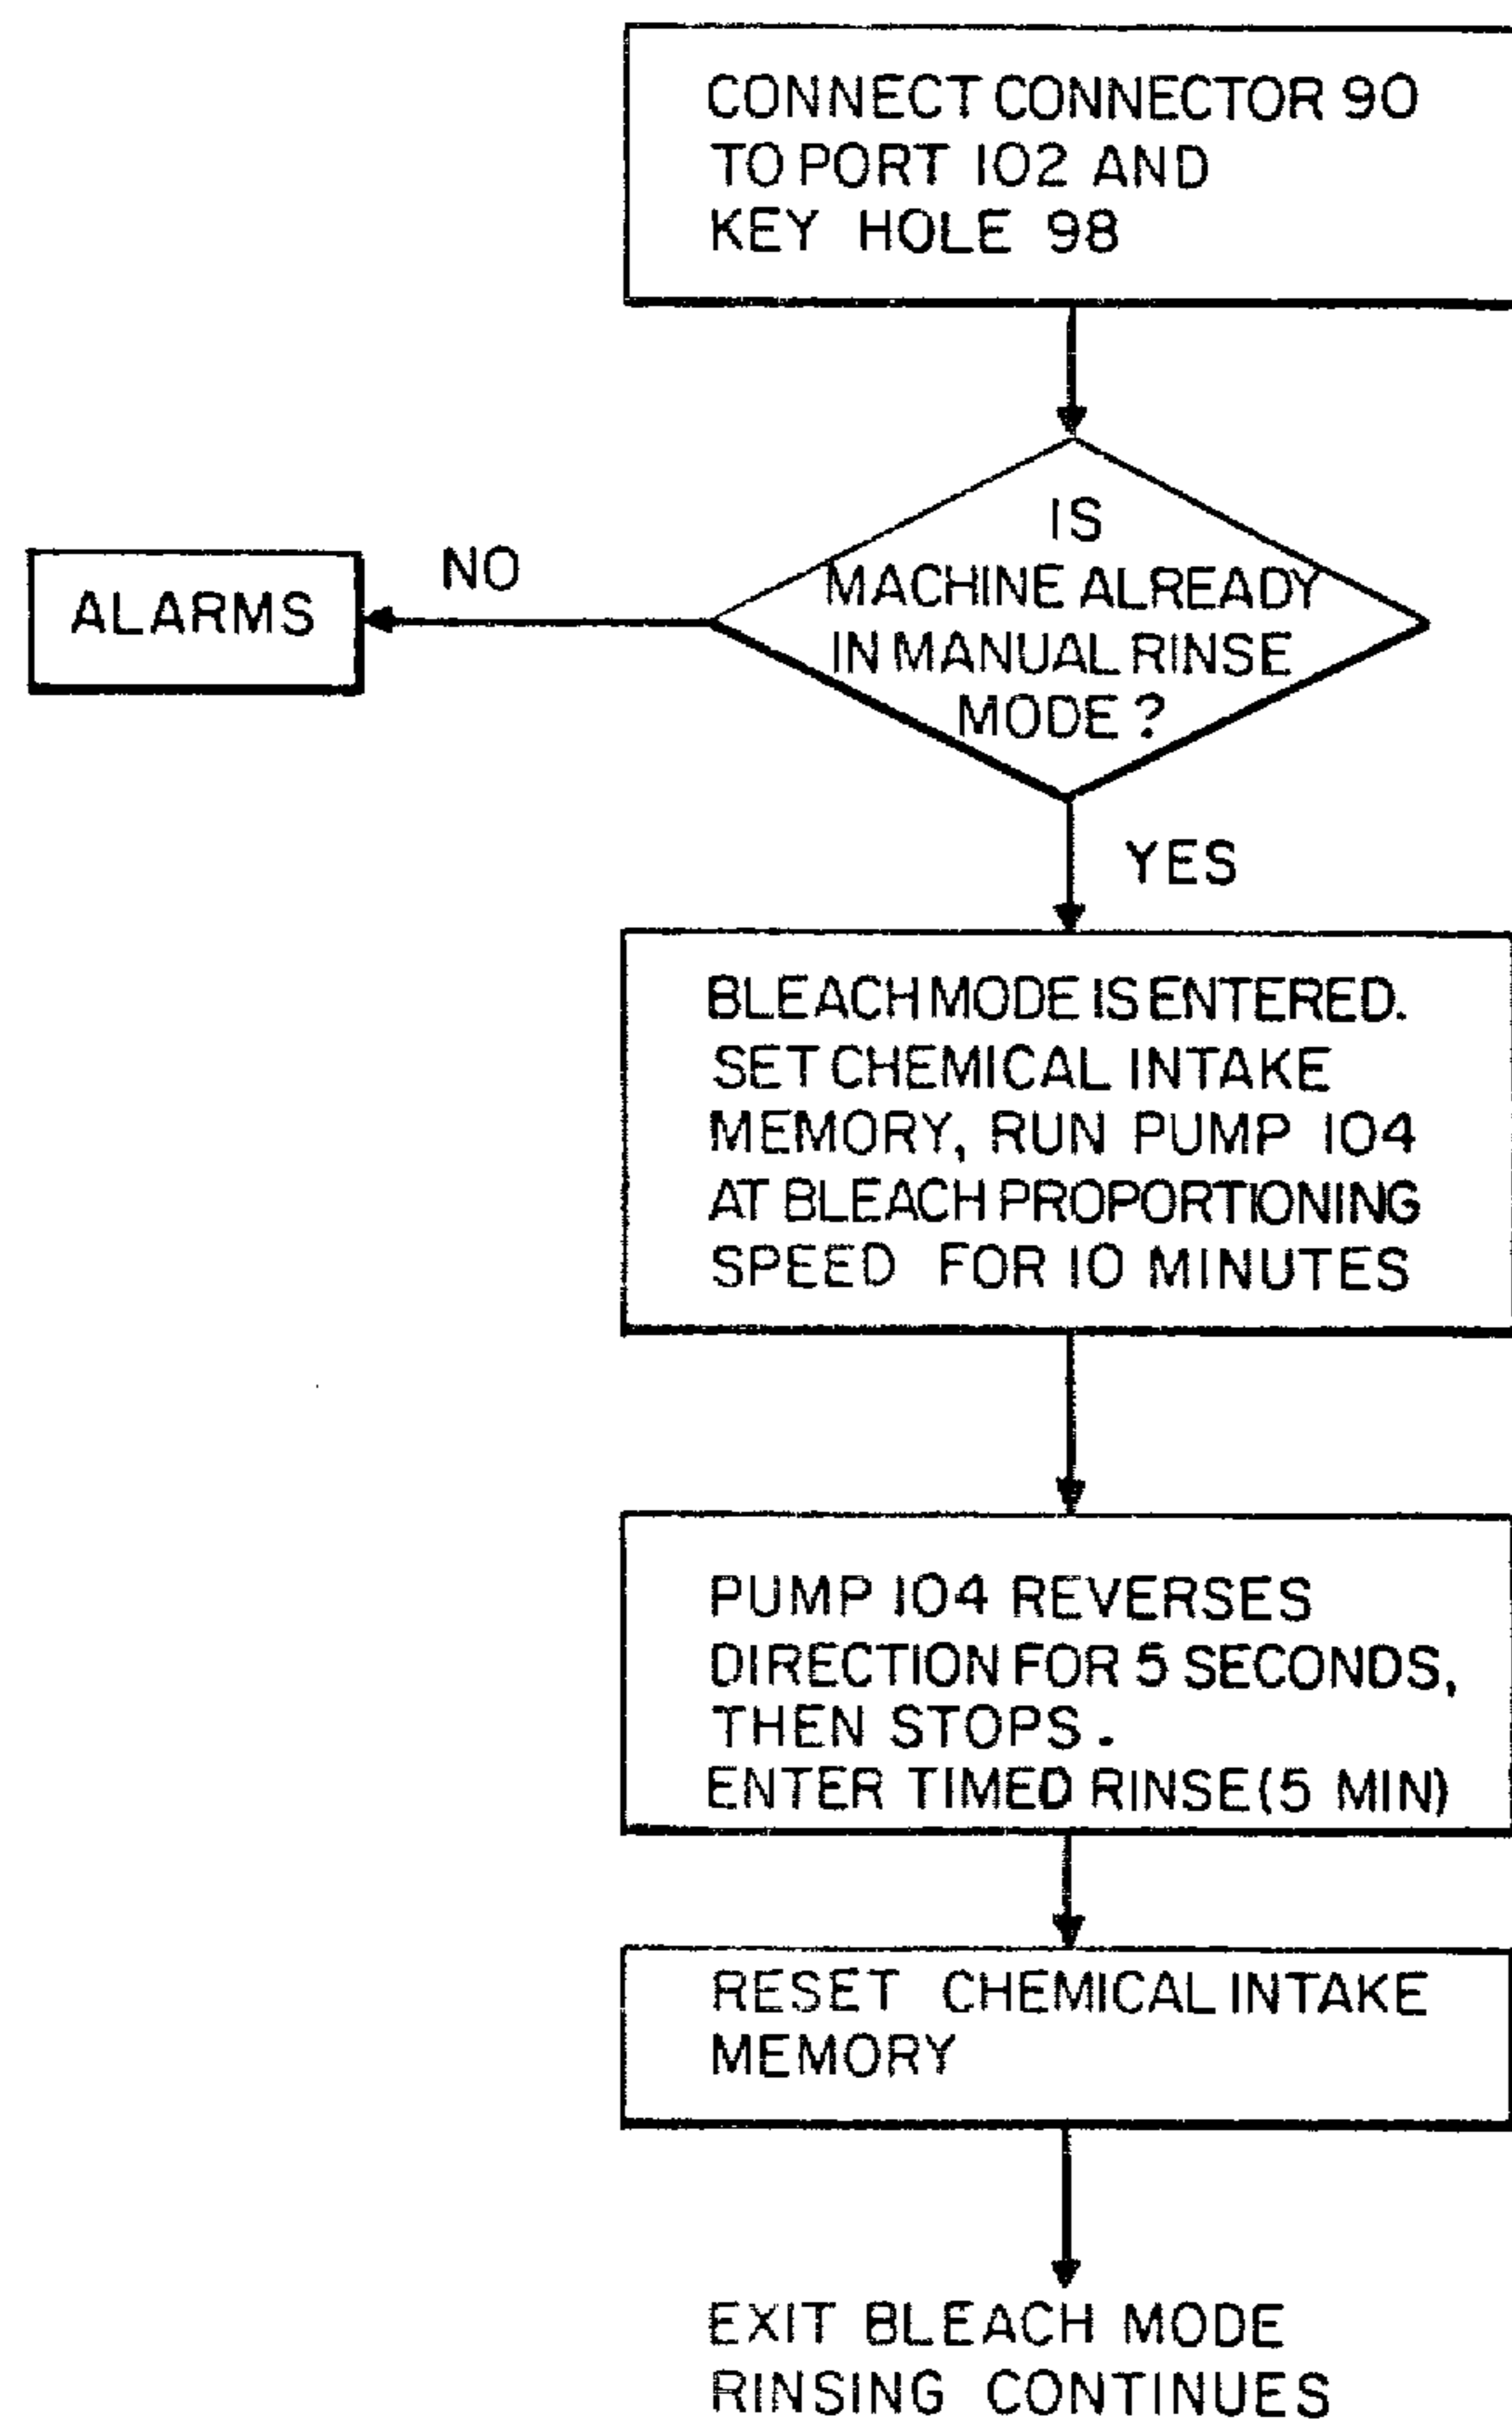 CONNECT CONNECTOR 90
TO PORT 102 AND
KEY HOLE 98
IS
MACHINE ALREADY
IN MANUAL RINSE
MODE?
NO
ALARMS
YES
BLEACH MODE IS ENTERED.
SET CHEMICAL INTAKE
MEMORY, RUN PUMP 104
AT BLEACH PROPORTIONING
SPEED FOR 10 MINUTES
PUMP 104 REVERSES
DIRECTION FOR 5 SECONDS,
THEN STOPS.
ENTER TIMED RINSE (5 MIN)
RESET CHEMICAL INTAKE
MEMORY
EXIT BLEACH MODE
RINSING CONTINUES